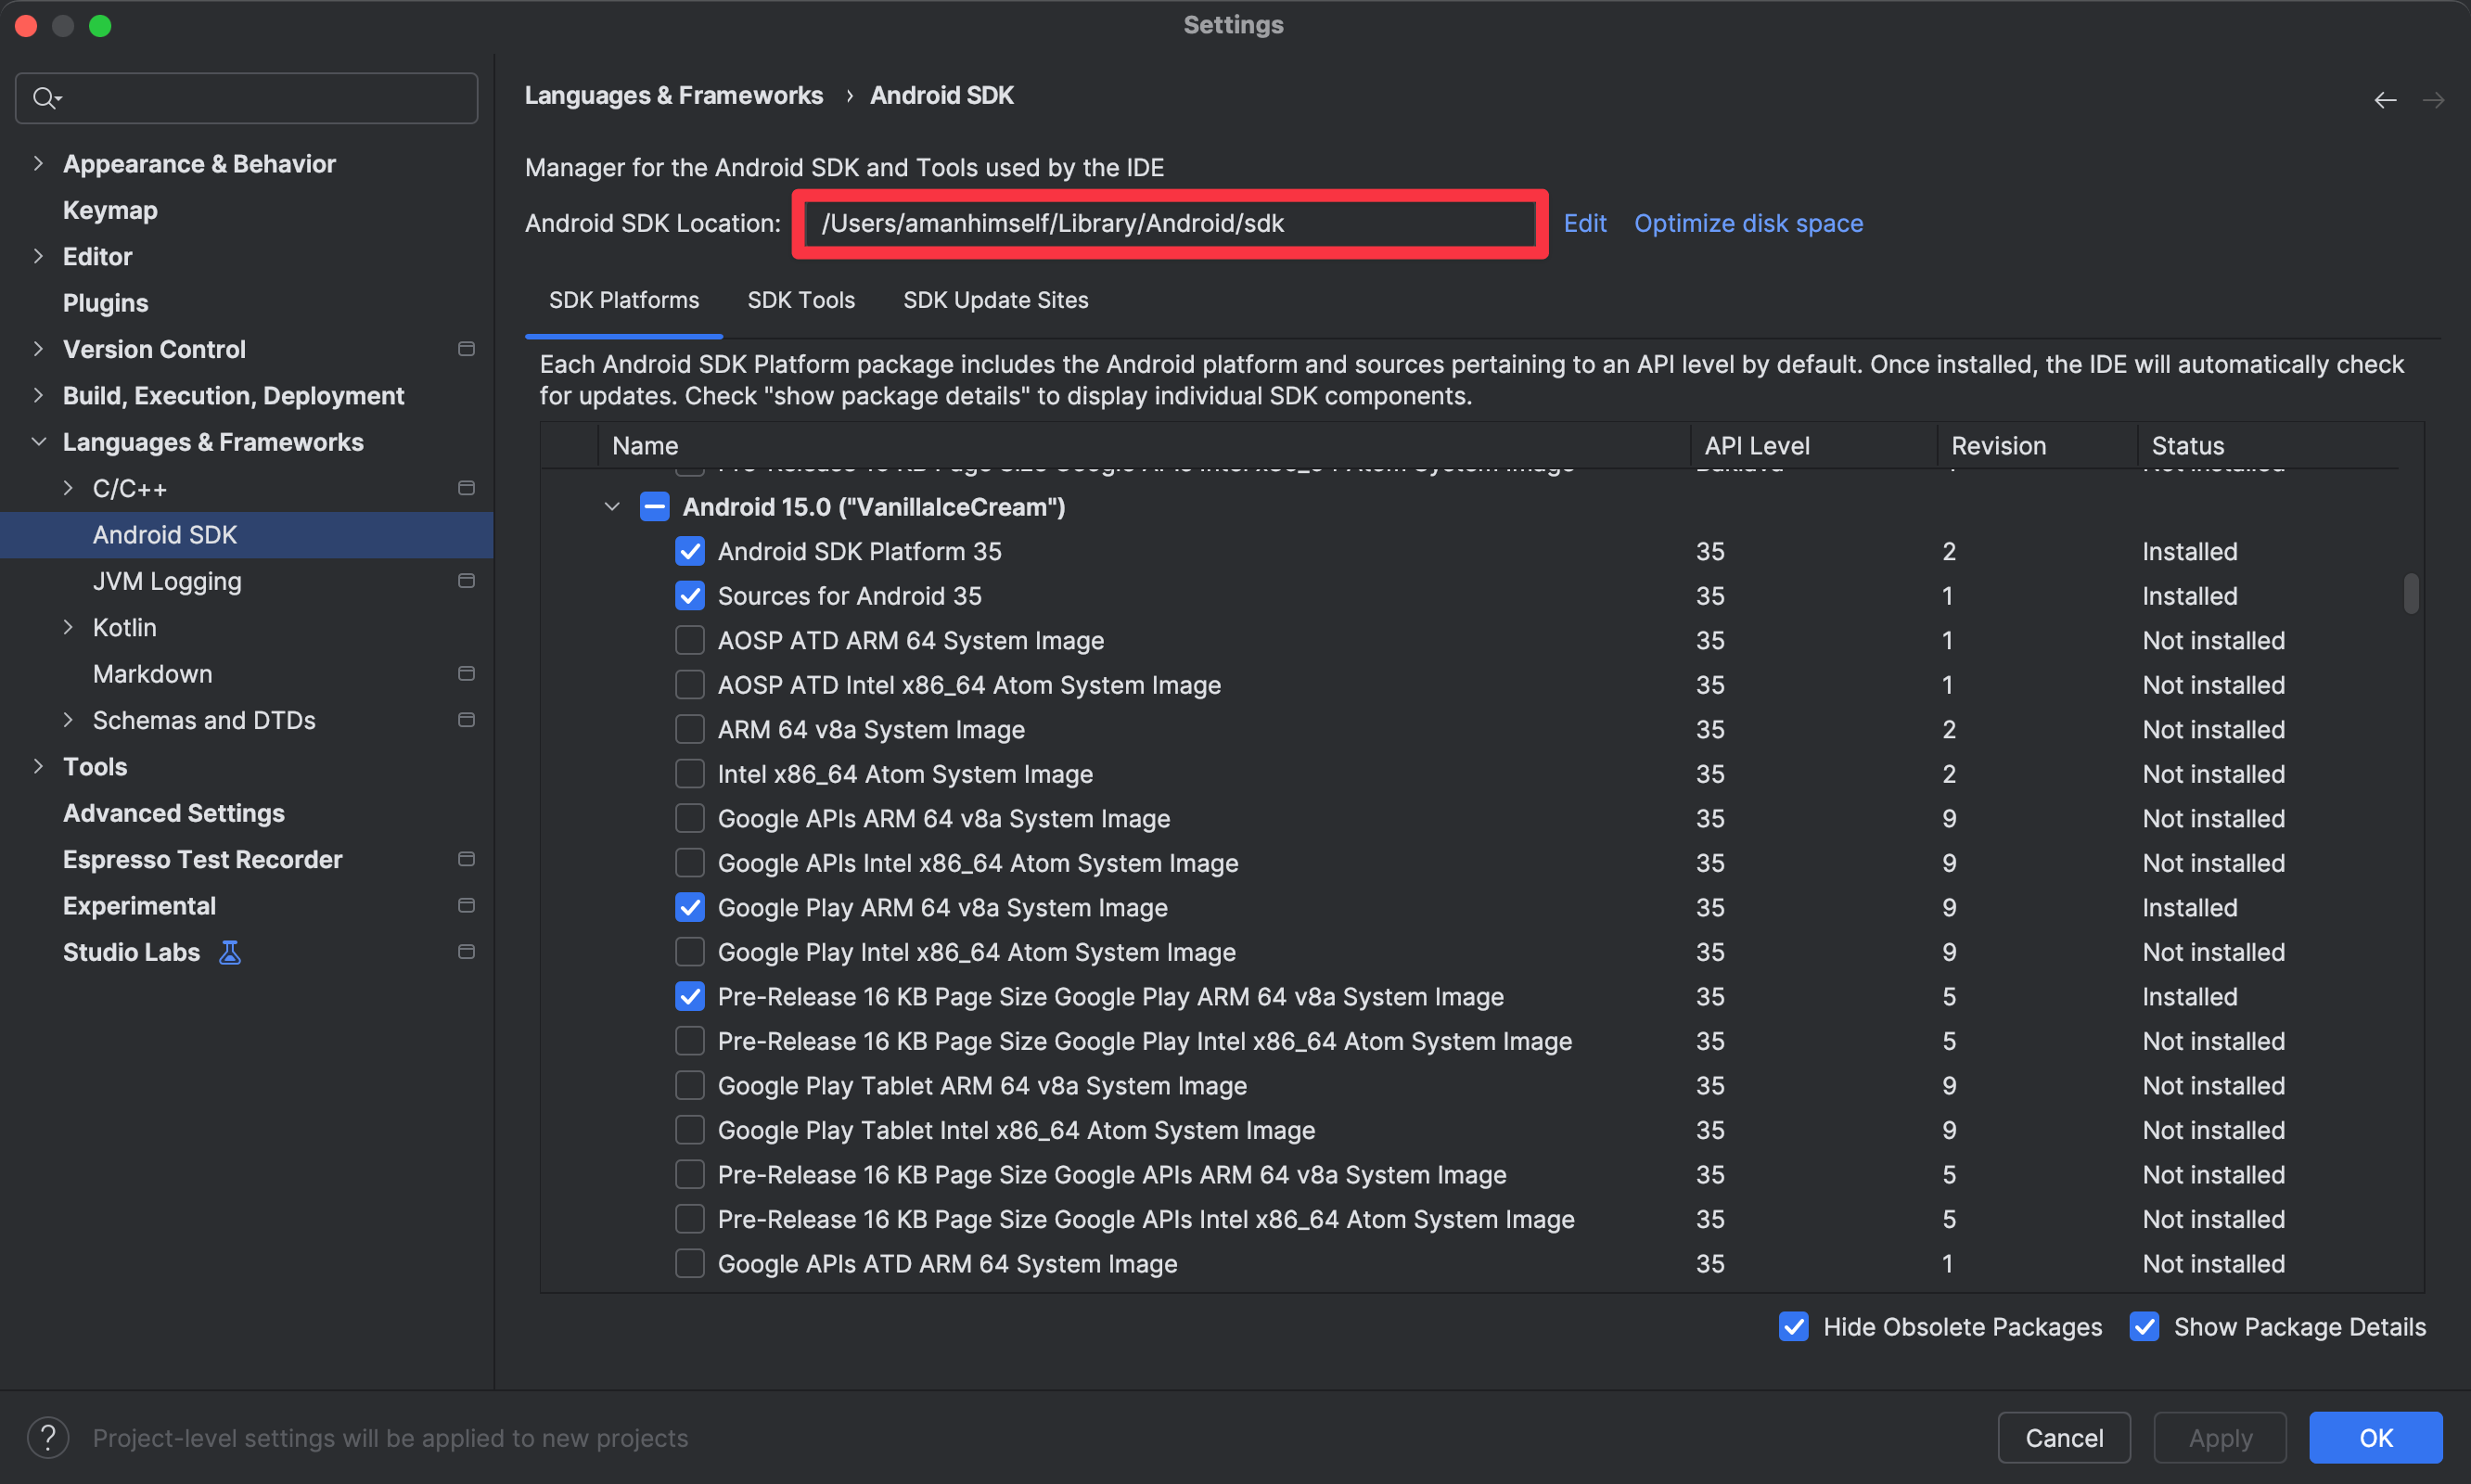 Settings
Languages & Frameworks › Android SDK
Manager for the Android SDK and Tools used by the IDE
Android SDK Location: /Users/amanhimself/Library/Android/sdk Edit Optimize disk space
SDK Platforms SDK Tools SDK Update Sites
Each Android SDK Platform package includes the Android platform and sources pertaining to an API level by default. Once installed, the IDE will automatically check
for updates. Check "show package details" to display individual SDK components.
Appearance & Behavior
Keymap
Editor
Plugins
Version Control
Build, Execution, Deployment
Languages & Frameworks
C/C++
Android SDK
JVM Logging
Kotlin
Markdown
Schemas and DTDs
Tools
Advanced Settings
Espresso Test Recorder
Experimental
Studio Labs
Name API Level Revision Status
Pre-Release 16 KB Page Size Google APIs Intel x86_64 Atom System Image Baklava Not installed
Android 15.0 ("VanillaIceCream")
Android SDK Platform 35 35 2 Installed
Sources for Android 35 35 1 Installed
AOSP ATD ARM 64 System Image 35 1 Not installed
AOSP ATD Intel x86_64 Atom System Image 35 1 Not installed
ARM 64 v8a System Image 35 2 Not installed
Intel x86_64 Atom System Image 35 2 Not installed
Google APIs ARM 64 v8a System Image 35 9 Not installed
Google APIs Intel x86_64 Atom System Image 35 9 Not installed
Google Play ARM 64 v8a System Image 35 9 Installed
Google Play Intel x86_64 Atom System Image 35 9 Not installed
Pre-Release 16 KB Page Size Google Play ARM 64 v8a System Image 35 5 Installed
Pre-Release 16 KB Page Size Google Play Intel x86_64 Atom System Image 35 5 Not installed
Google Play Tablet ARM 64 v8a System Image 35 9 Not installed
Google Play Tablet Intel x86_64 Atom System Image 35 9 Not installed
Pre-Release 16 KB Page Size Google APIs ARM 64 v8a System Image 35 5 Not installed
Pre-Release 16 KB Page Size Google APIs Intel x86_64 Atom System Image 35 5 Not installed
Google APIs ATD ARM 64 System Image 35 1 Not installed
Hide Obsolete Packages Show Package Details
? Project-level settings will be applied to new projects
Cancel Apply OK